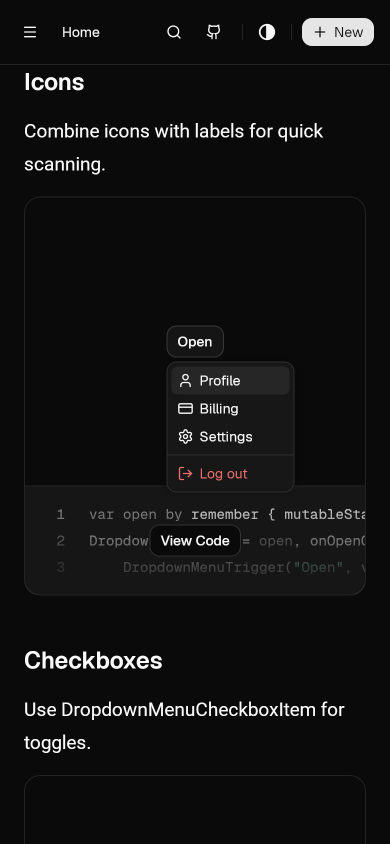 Home
New
Icons
Combine icons with labels for quick
scanning.
Open
Profile
Billing
Settings
Log out
1 var open by remember { mutableSta
2 Dropdow = open, onOpenC
View Code
3 DropdownMenuTrigger("Open", v
Checkboxes
Use DropdownMenuCheckboxItem for
toggles.